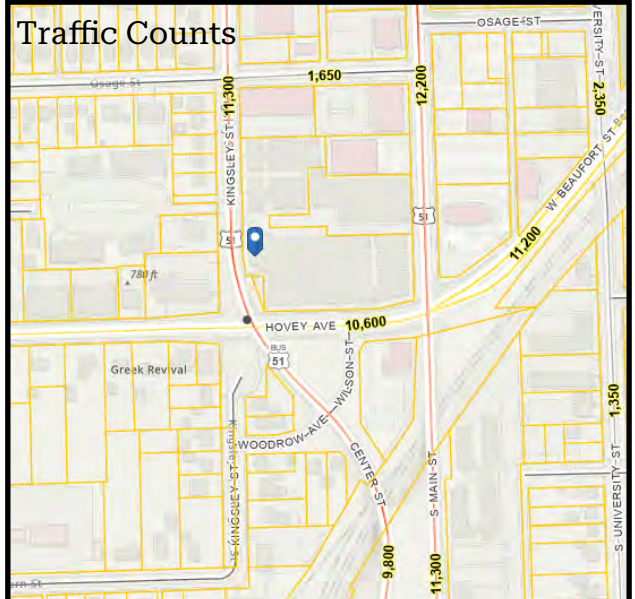 Traffic Counts
OSAGE ST
Osage St
1,650
11,300
12,200
2,350
KINGSLEY ST
W BEAUFORT ST
51
51
11,200
780 ft
HOVEY AVE
10,600
BUS
51
Greek Revival
WILSON ST
WOODROW AVE
1,350
CENTER ST
S MAIN ST
S UNIVERSITY ST
KINGSLEY ST
9,800
11,300